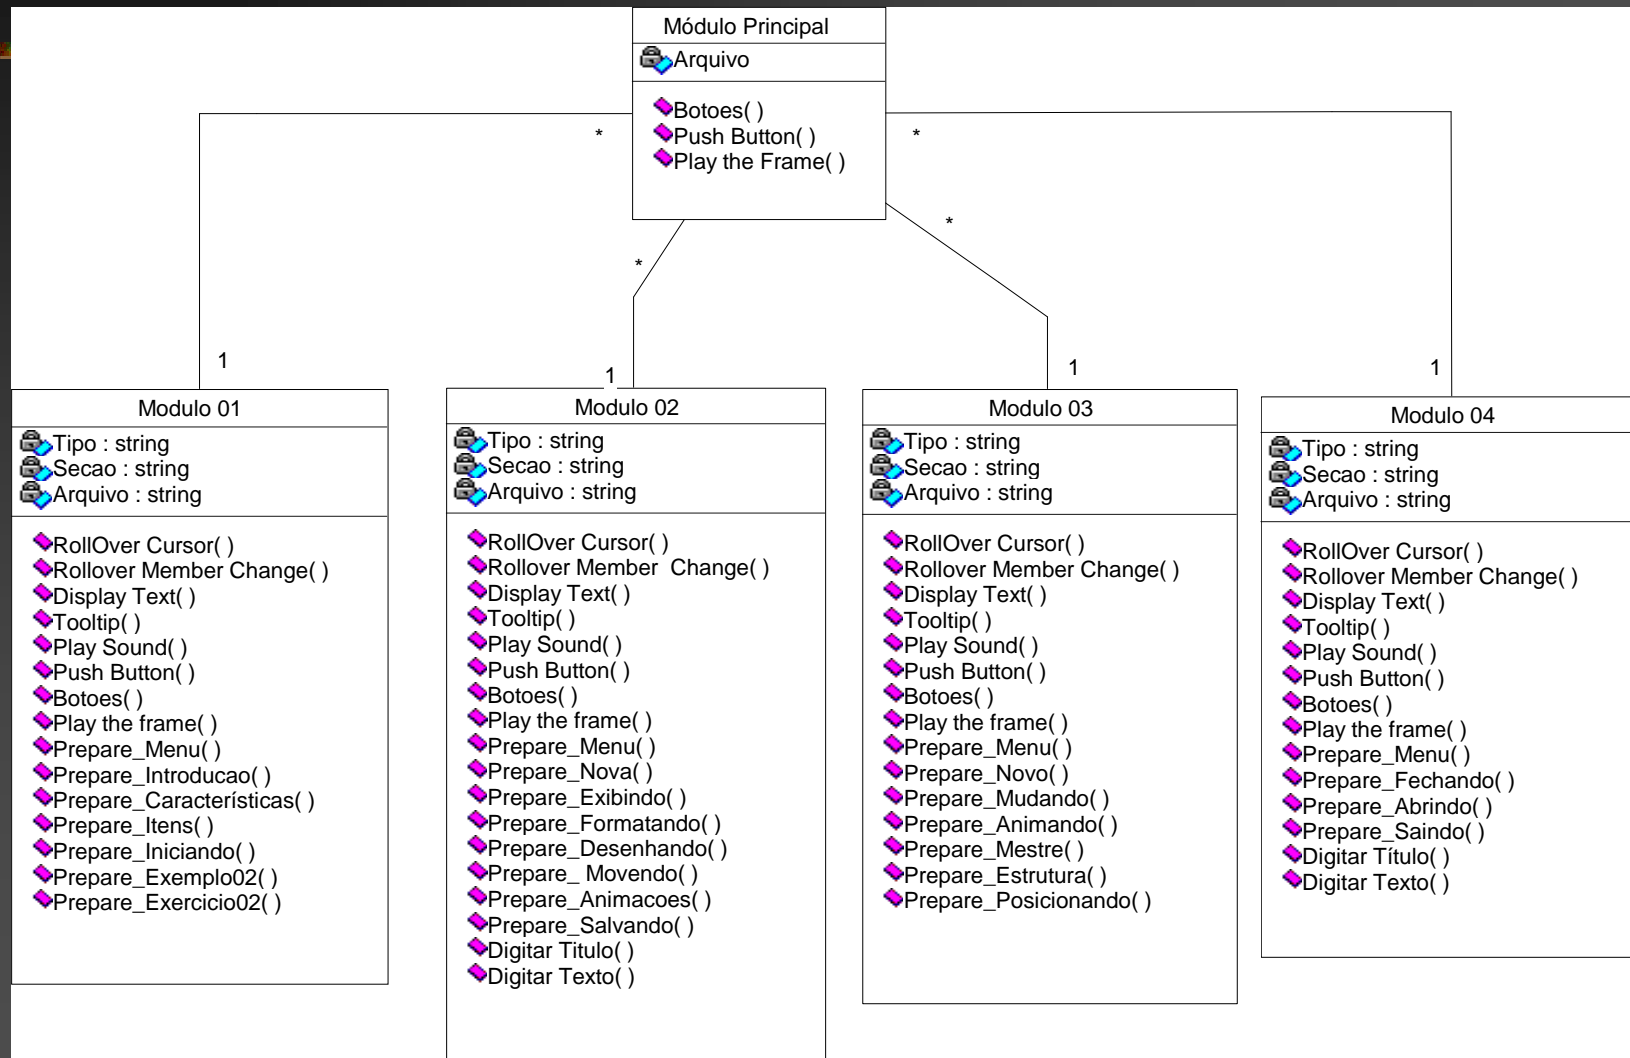 Módulo Principal
Arquivo
Botoes( )
Push Button( )
Play the Frame( )
*
*
*
*
1
1
1
1
Modulo 01
Tipo : string
Secao : string
Arquivo : string
RollOver Cursor( )
Rollover Member Change( )
Display Text( )
Tooltip( )
Play Sound( )
Push Button( )
Botoes( )
Play the frame( )
Prepare_Menu( )
Prepare_Introducao( )
Prepare_Características( )
Prepare_Itens( )
Prepare_Iniciando( )
Prepare_Exemplo02( )
Prepare_Exercicio02( )
Modulo 02
Tipo : string
Secao : string
Arquivo : string
RollOver Cursor( )
Rollover Member  Change( )
Display Text( )
Tooltip( )
Play Sound( )
Push Button( )
Botoes( )
Play the frame( )
Prepare_Menu( )
Prepare_Nova( )
Prepare_Exibindo( )
Prepare_Formatando( )
Prepare_Desenhando( )
Prepare_ Movendo( )
Prepare_Animacoes( )
Prepare_Salvando( )
Digitar Titulo( )
Digitar Texto( )
Modulo 03
Tipo : string
Secao : string
Arquivo : string
RollOver Cursor( )
Rollover Member Change( )
Display Text( )
Tooltip( )
Play Sound( )
Push Button( )
Botoes( )
Play the frame( )
Prepare_Menu( )
Prepare_Novo( )
Prepare_Mudando( )
Prepare_Animando( )
Prepare_Mestre( )
Prepare_Estrutura( )
Prepare_Posicionando( )
Modulo 04
Tipo : string
Secao : string
Arquivo : string
RollOver Cursor( )
Rollover Member Change( )
Display Text( )
Tooltip( )
Play Sound( )
Push Button( )
Botoes( )
Play the frame( )
Prepare_Menu( )
Prepare_Fechando( )
Prepare_Abrindo( )
Prepare_Saindo( )
Digitar Título( )
Digitar Texto( )